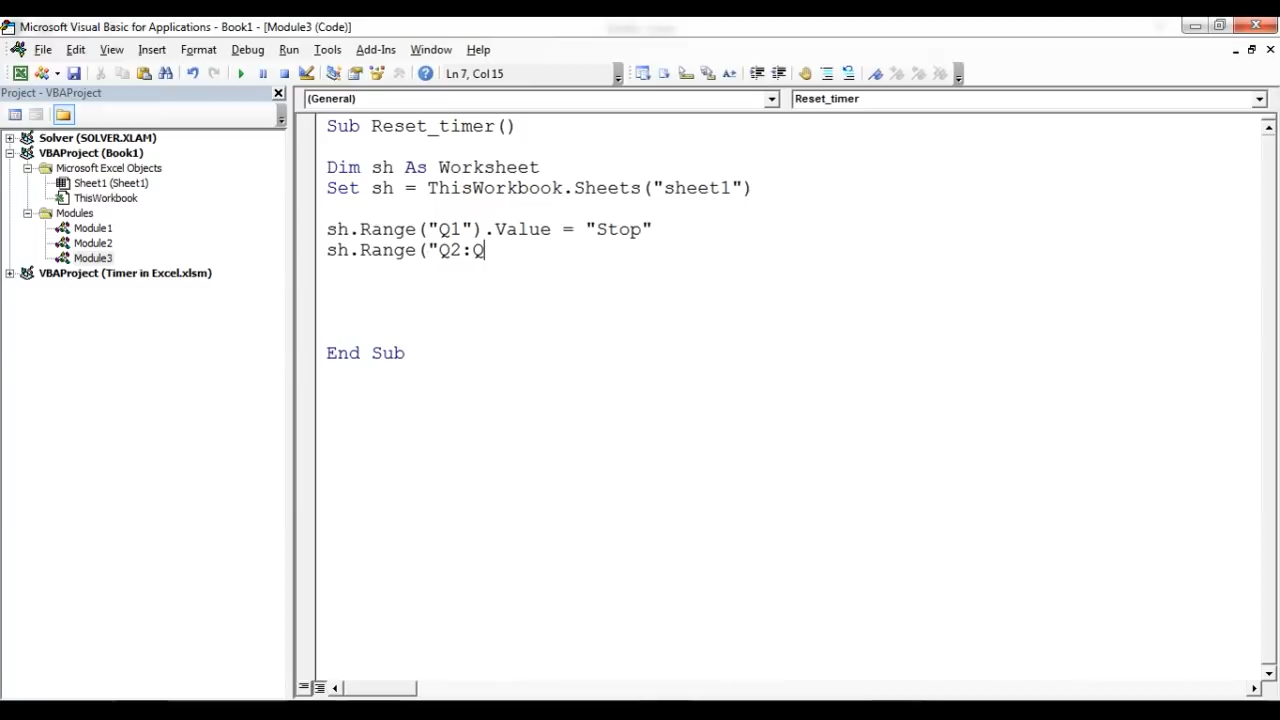 Microsoft Visual Basic for Applications - Book1 - [Module3 (Code)]
File Edit View Insert Format Debug Run Tools Add-Ins Window Help
Ln 7, Col 15
Project - VBAProject
(General) Reset_timer
Solver (SOLVER.XLAM)
VBAProject (Book1)
Microsoft Excel Objects
Sheet1 (Sheet1)
ThisWorkbook
Modules
Module1
Module2
Module3
VBAProject (Timer in Excel.xlsm)
Sub Reset_timer()
Dim sh As Worksheet
Set sh = ThisWorkbook.Sheets("sheet1")
sh.Range("Q1").Value = "Stop"
sh.Range("Q2:Q
End Sub